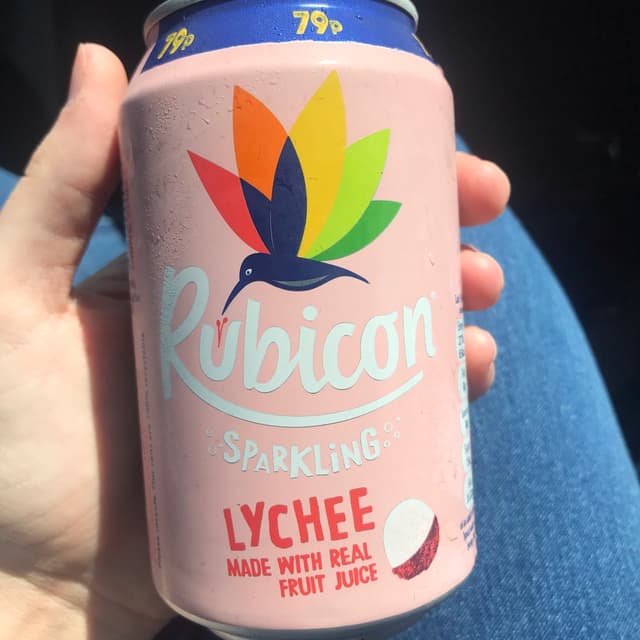 79p 79p
Rubicon
SPARKLING
LYCHEE
MADE WITH REAL
FRUIT JUICE